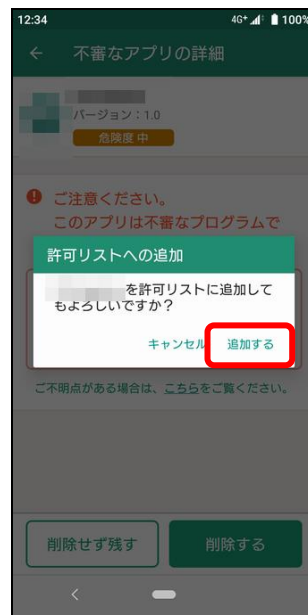 12:34 4G+ 100%
不審なアプリの詳細
バージョン：1.0
危険度 中
ご注意ください。
このアプリは不審なプログラムで
許可リストへの追加
を許可リストに追加して
もよろしいですか？
キャンセル 追加する
ご不明点がある場合は、こちらをご覧ください。
削除せず残す 削除する